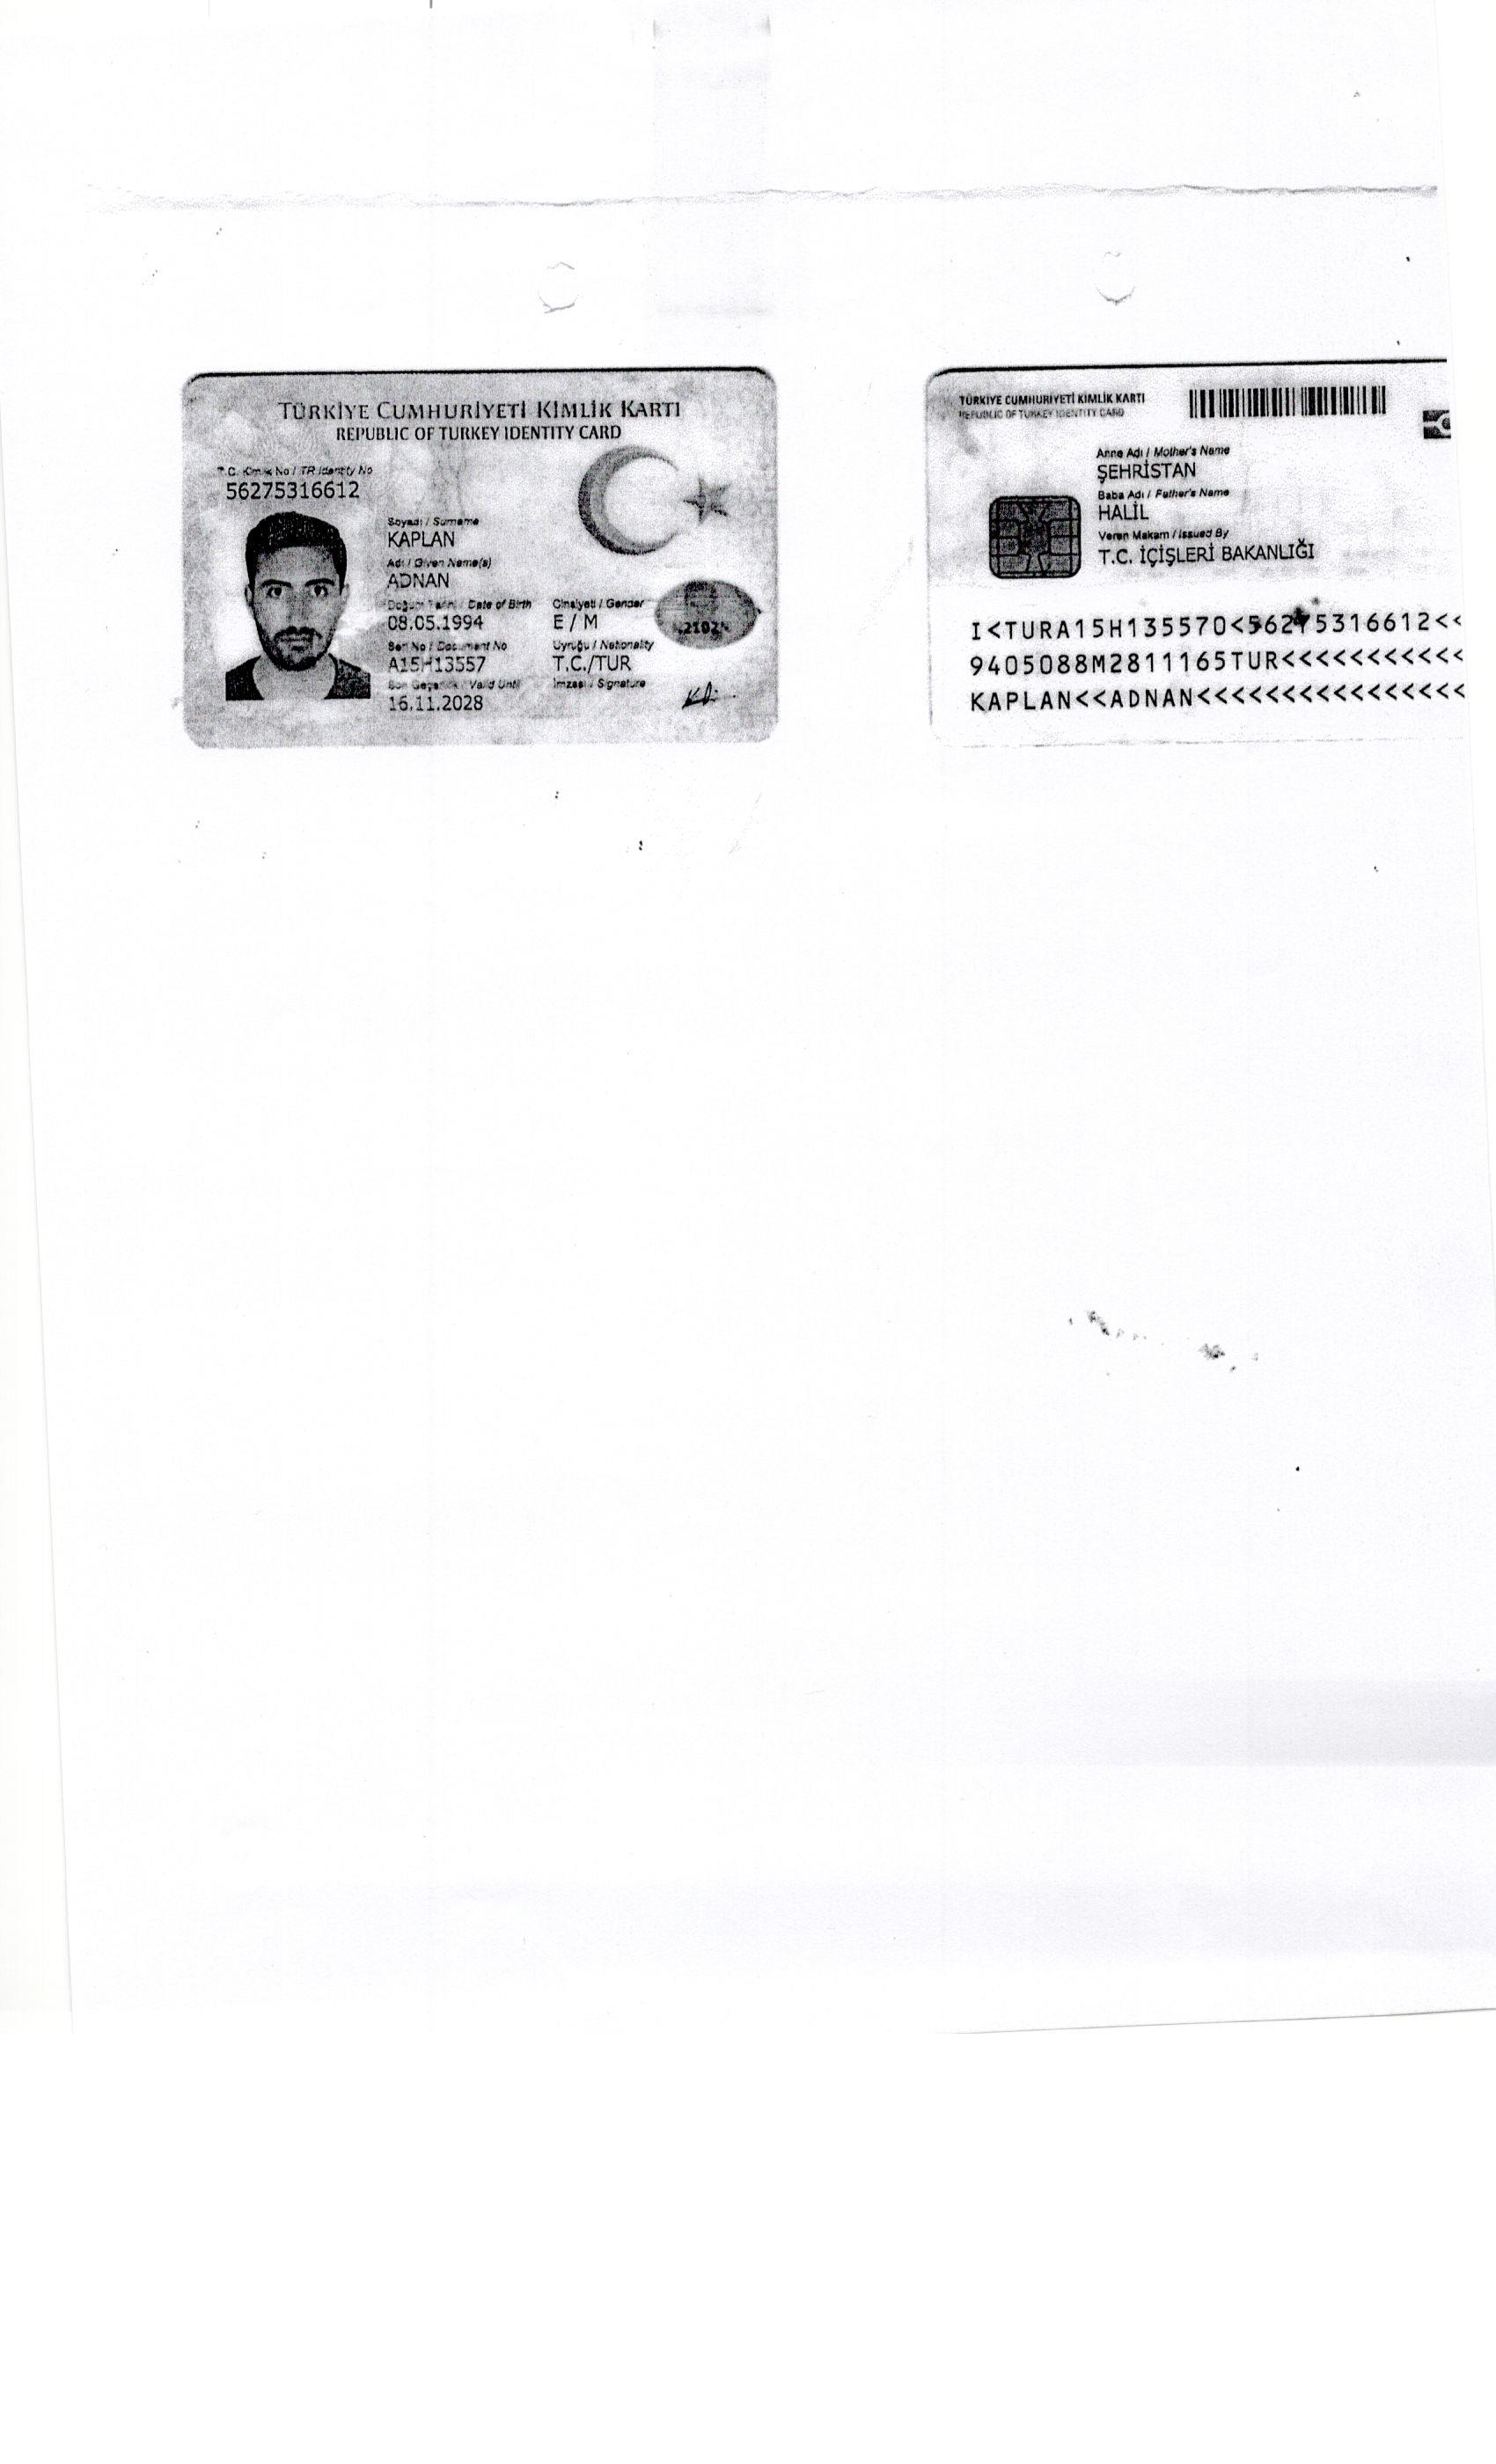 TÜRKİYE CUMHURİYETİ KİMLİK KARTI
REPUBLIC OF TURKEY IDENTITY CARD
T.C. Kimlik No / TR Identity No
56275316612
Soyadı / Surname
KAPLAN
Adı / Given Name(s)
ADNAN
Doğum Tarihi / Date of Birth
08.05.1994
Cinsiyeti / Gender
E / M
Seri No / Document No
A15H13557
Uyruğu / Nationality
T.C./TUR
Son Geçerlilik / Valid Until
16.11.2028
İmzası / Signature
TÜRKİYE CUMHURİYETİ KİMLİK KARTI
REPUBLIC OF TURKEY IDENTITY CARD
Anne Adı / Mother's Name
ŞEHRİSTAN
Baba Adı / Father's Name
HALİL
Veren Makam / Issued By
T.C. İÇİŞLERİ BAKANLIĞI
I<TURA15H135570<56275316612<<
9405088M2811165TUR<<<<<<<<<<<
KAPLAN<<ADNAN<<<<<<<<<<<<<<<<